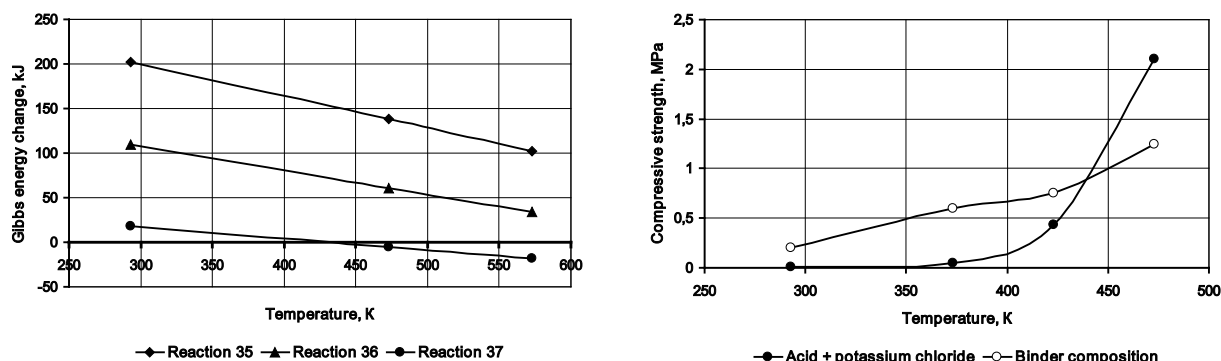 Gibbs energy change, kJ
250
200
150
100
50
0
-50
250 300 350 400 450 500 550 600
Temperature, K
Reaction 35 Reaction 36 Reaction 37
Compressive strength, MPa
2,5
2
1,5
1
0,5
0
250 300 350 400 450 500
Temperature, K
Acid + potassium chloride Binder composition